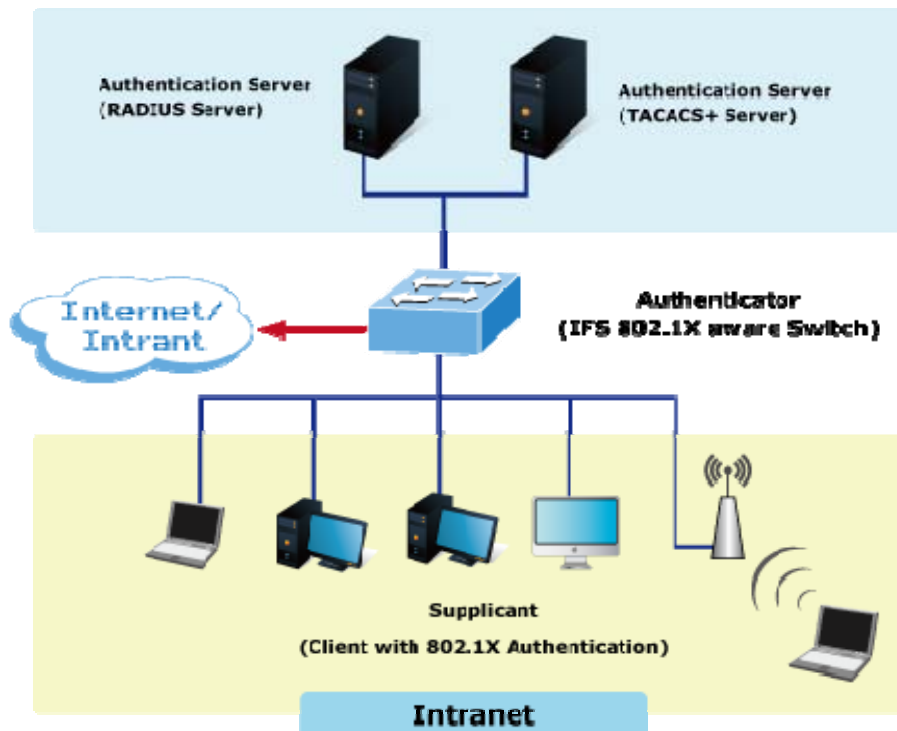 Authentication Server
(RADIUS Server)
Authentication Server
(TACACS+ Server)
Internet/
Intrant
Authenticator
(IFS 802.1X aware Switch)
Supplicant
(Client with 802.1X Authentication)
Intranet